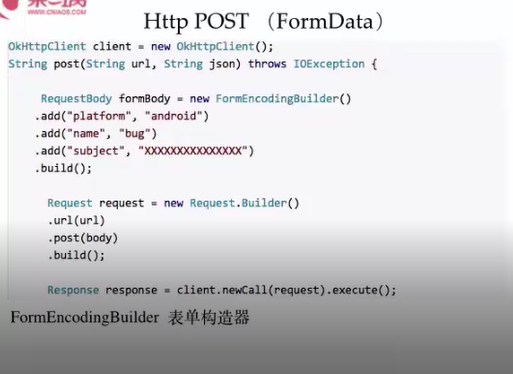 WWW.CNIAOS.COM
Http POST （FormData）
OkHttpClient client = new OkHttpClient();
String post(String url, String json) throws IOException {
RequestBody formBody = new FormEncodingBuilder()
.add("platform", "android")
.add("name", "bug")
.add("subject", "XXXXXXXXXXXXXXX")
.build();
Request request = new Request.Builder()
.url(url)
.post(body)
.build();
Response response = client.newCall(request).execute();
FormEncodingBuilder 表单构造器